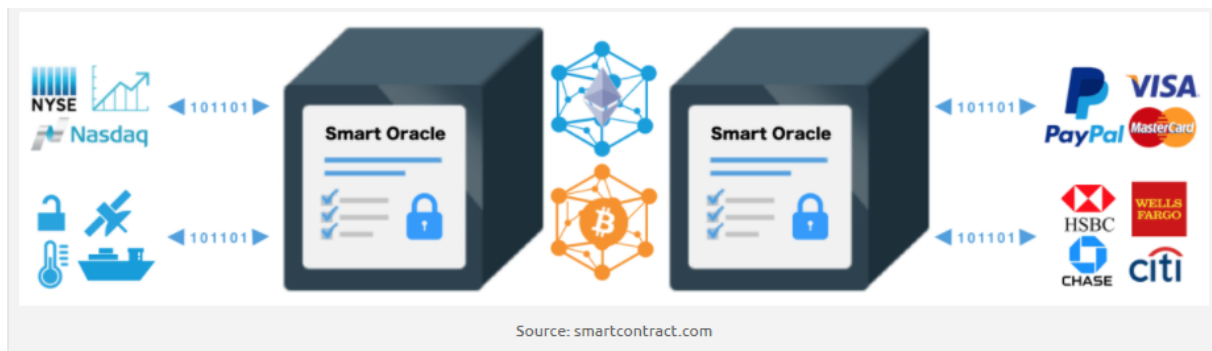 NYSE
Nasdaq
101101
101101
Smart Oracle
Smart Oracle
101101
101101
PayPal
VISA
MasterCard
HSBC
WELLS
FARGO
CHASE
citi
Source: smartcontract.com